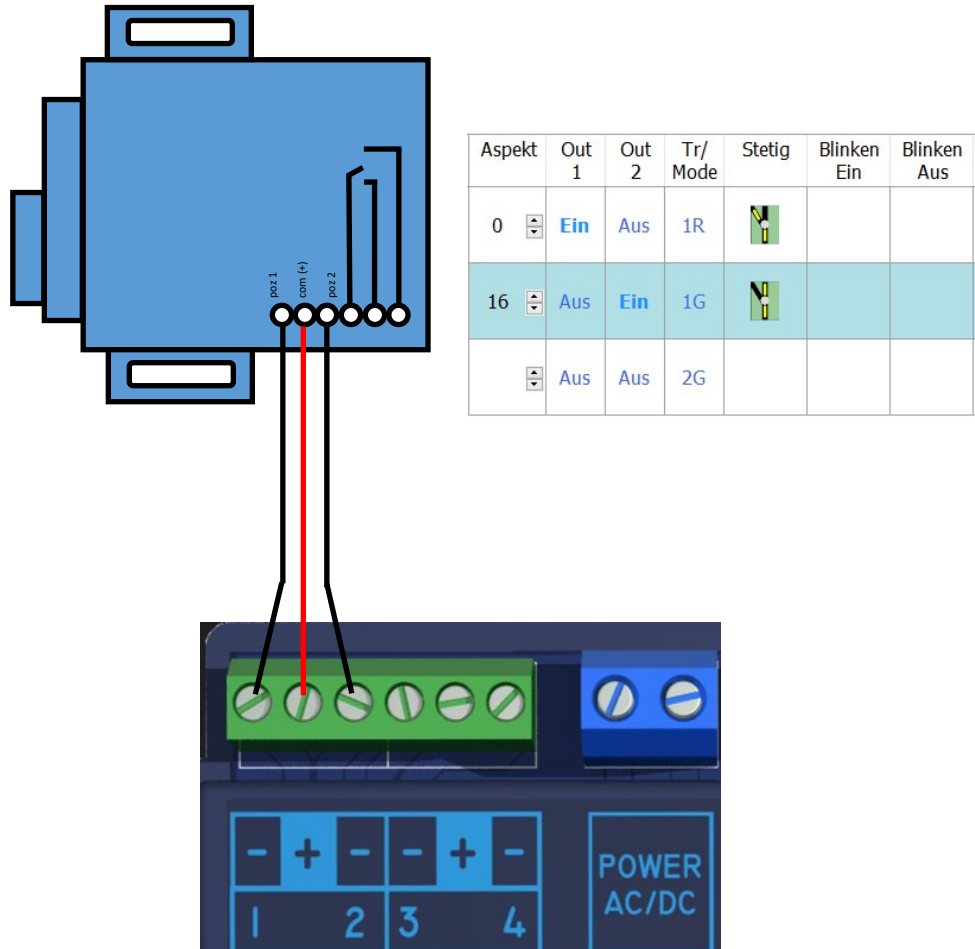 Aspekt Out 1 Out 2 Tr/ Mode Stetig Blinken Ein Blinken Aus
0 Ein Aus 1R
16 Aus Ein 1G
Aus Aus 2G
poz 1
com (+)
poz 2
- + - - + -
1 2 3 4
POWER
AC/DC